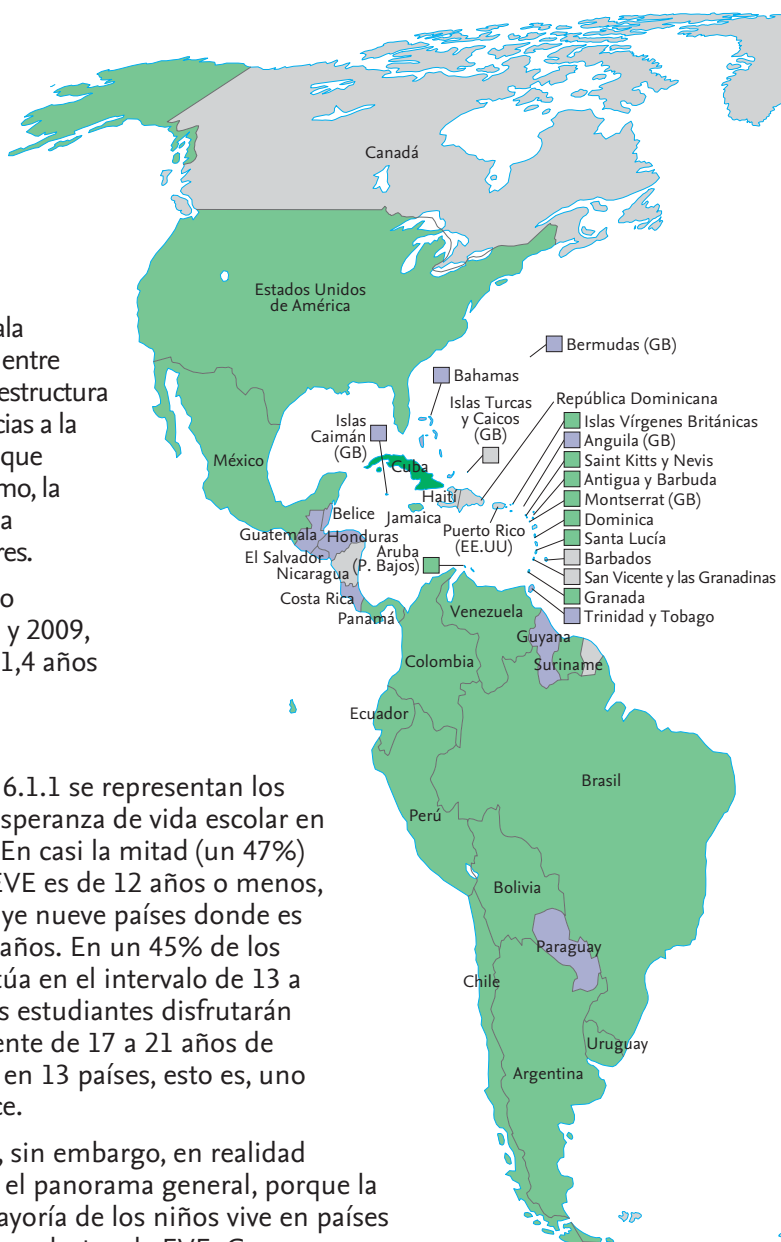 Canadá
Estados Unidos
de América
ala
entre
estructura
cias a la
que
mo, la
a
res.
o
y 2009,
1,4 años
Bermudas (GB)
Bahamas
Islas Turcas
y Caicos
(GB)
República Dominicana
Islas Vírgenes Británicas
Anguila (GB)
Saint Kitts y Nevis
Antigua y Barbuda
Montserrat (GB)
Dominica
Santa Lucía
Barbados
San Vicente y las Granadinas
Granada
Trinidad y Tobago
Islas
Caimán
(GB)
México
Cuba
Haití
Jamaica
Puerto Rico
(EE.UU)
Belice
Guatemala
Honduras
El Salvador
Nicaragua
Aruba
(P. Bajos)
Costa Rica
Panamá
Venezuela
Guyana
Suriname
Colombia
Ecuador
Brasil
Perú
Bolivia
Paraguay
Chile
Uruguay
Argentina
6.1.1 se representan los
speranza de vida escolar en
En casi la mitad (un 47%)
EVE es de 12 años o menos,
ye nueve países donde es
años. En un 45% de los
túa en el intervalo de 13 a
s estudiantes disfrutarán
ente de 17 a 21 años de
en 13 países, esto es, uno
ce.
, sin embargo, en realidad
el panorama general, porque la
ayoría de los niños vive en países